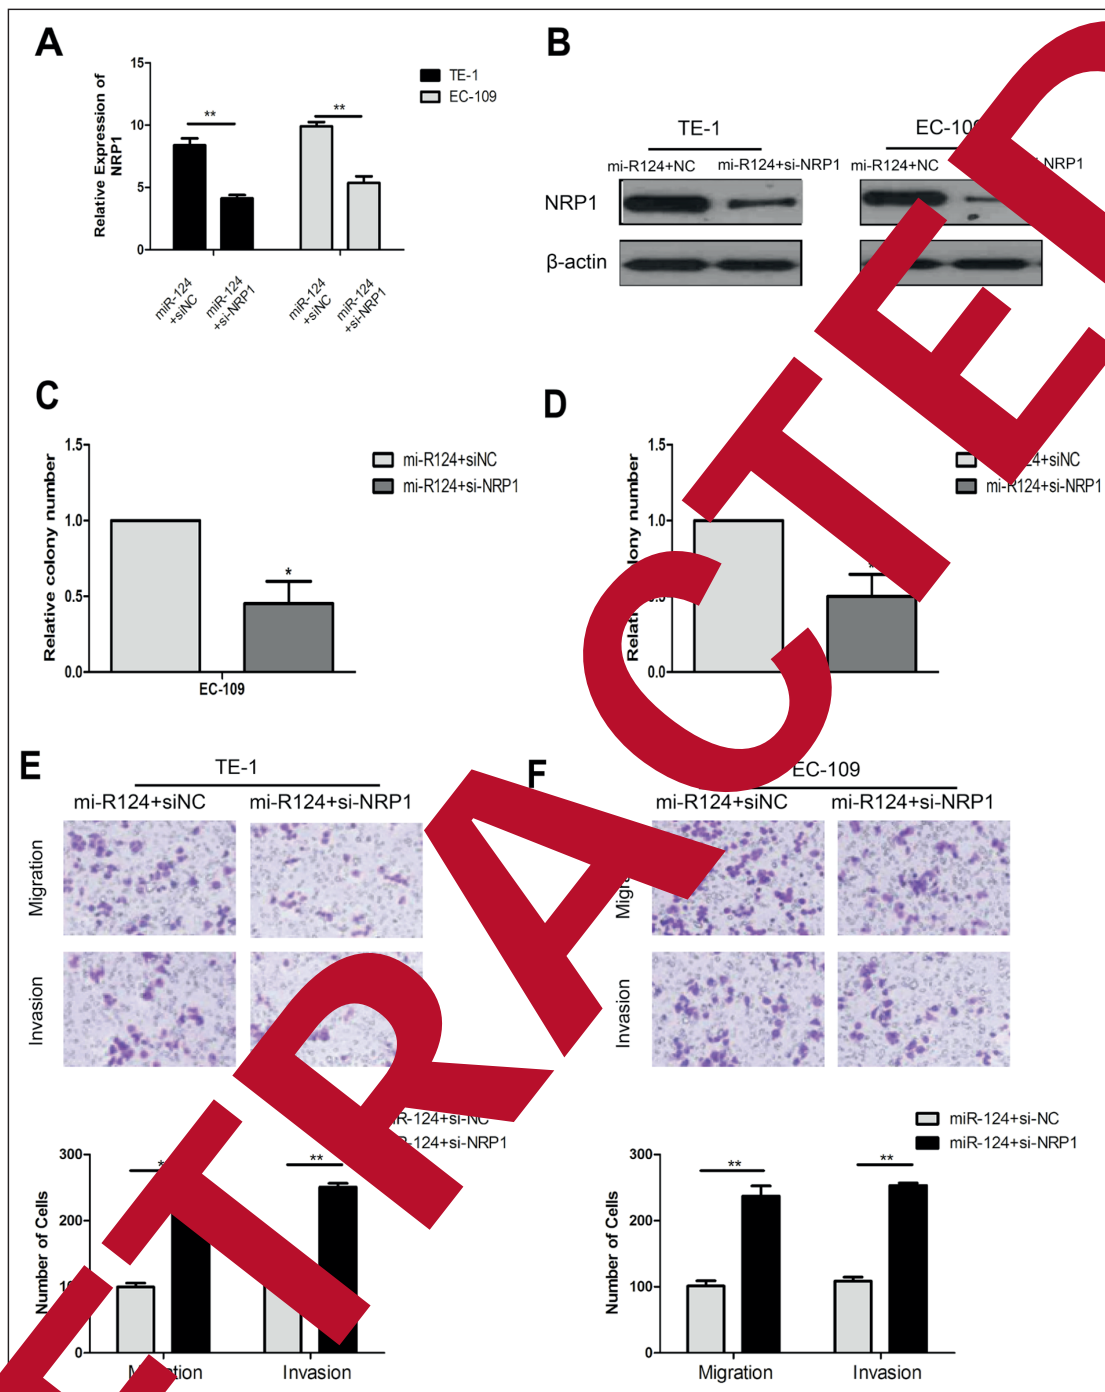 A
Relative Expression of
NRP1
15
10
5
0
**
**
TE-1
EC-109
miR-124
+siNC
miR-124
+si-NRP1
miR-124
+siNC
miR-124
+si-NRP1
B
TE-1
mi-R124+NC
mi-R124+si-NRP1
mi-R124+NC
NRP1
β-actin
C
Relative colony number
1.5
1.0
0.5
0.0
*
EC-109
mi-R124+siNC
mi-R124+si-NRP1
D
1.5
1.0
0.0
mi-R124+si-NRP1
E
TE-1
mi-R124+siNC
mi-R124+si-NRP1
Migration
Invasion
Number of Cells
300
200
0
**
Invasion
F
EC-109
mi-R124+siNC
mi-R124+si-NRP1
Invasion
miR-124+si-NC
miR-124+si-NRP1
Number of Cells
300
200
100
0
**
**
Migration
Invasion